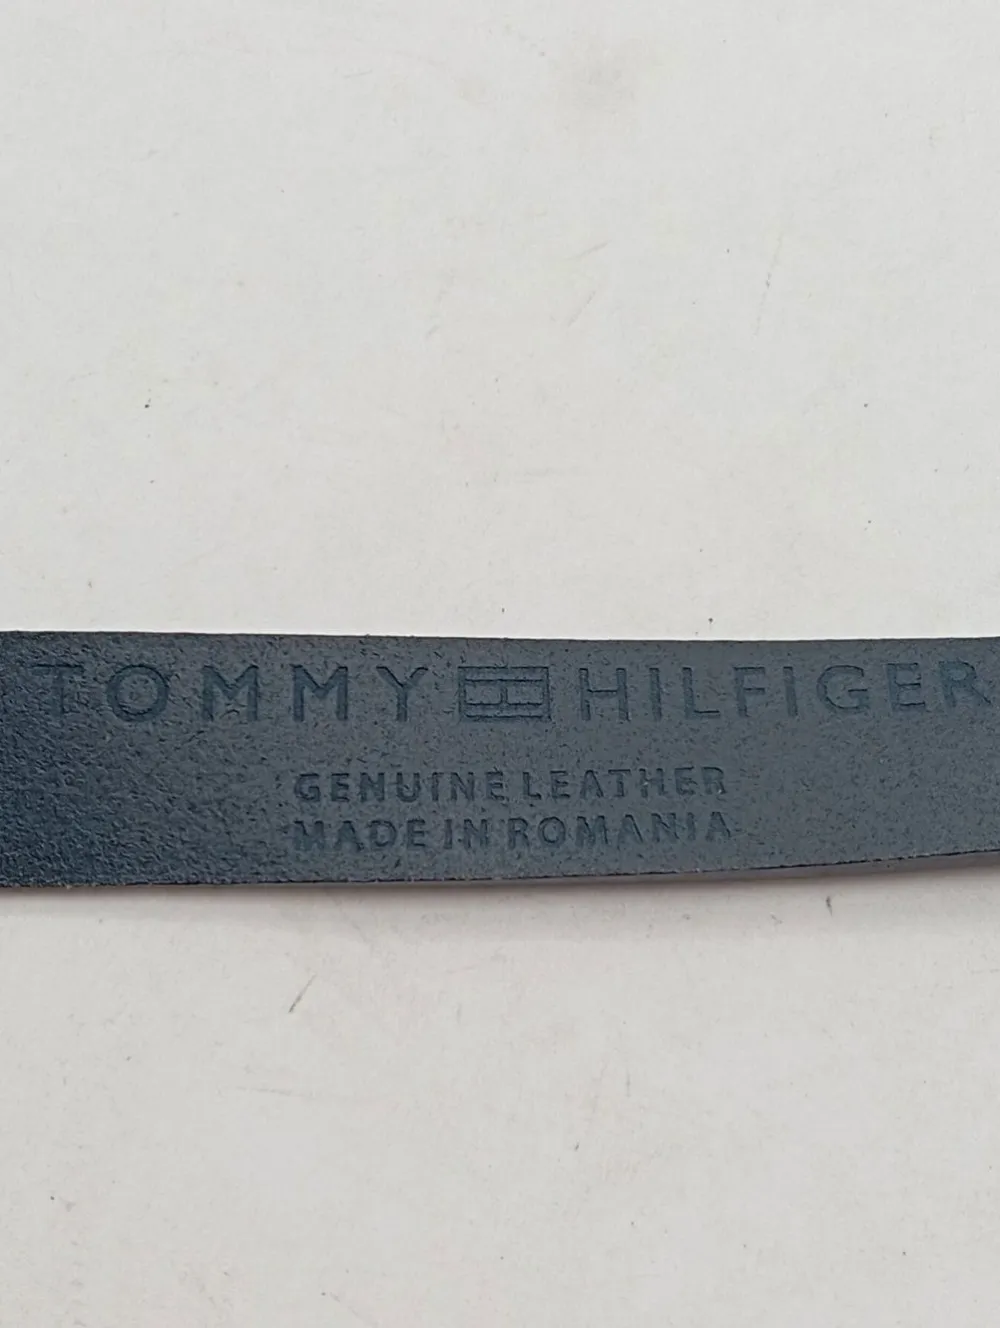 TOMMY HILFIGER
GENUINE LEATHER
MADE IN ROMANIA